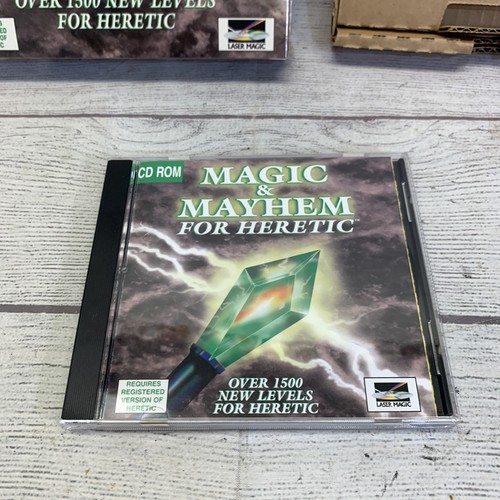 OVER 1500 NEW LEVELS
FOR HERETIC
LASER MAGIC
CD ROM
MAGIC
&
MAYHEM
FOR HERETIC™
REQUIRES
REGISTERED
VERSION OF
HERETIC
OVER 1500
NEW LEVELS
FOR HERETIC
LASER MAGIC